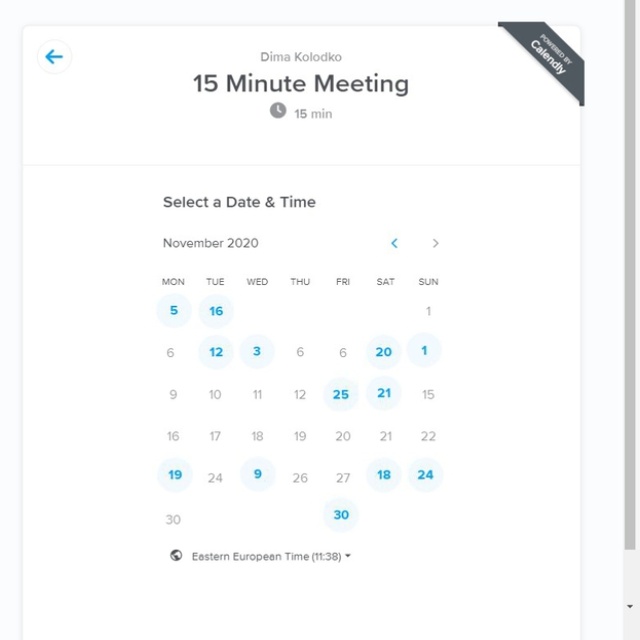 POWERED BY
Calendly
Dima Kolodko
15 Minute Meeting
15 min
Select a Date & Time
November 2020
MON TUE WED THU FRI SAT SUN
5 16 1
6 12 3 6 6 20 1
9 10 11 12 25 21 15
16 17 18 19 20 21 22
19 24 9 26 27 18 24
30 30
Eastern European Time (11:38)